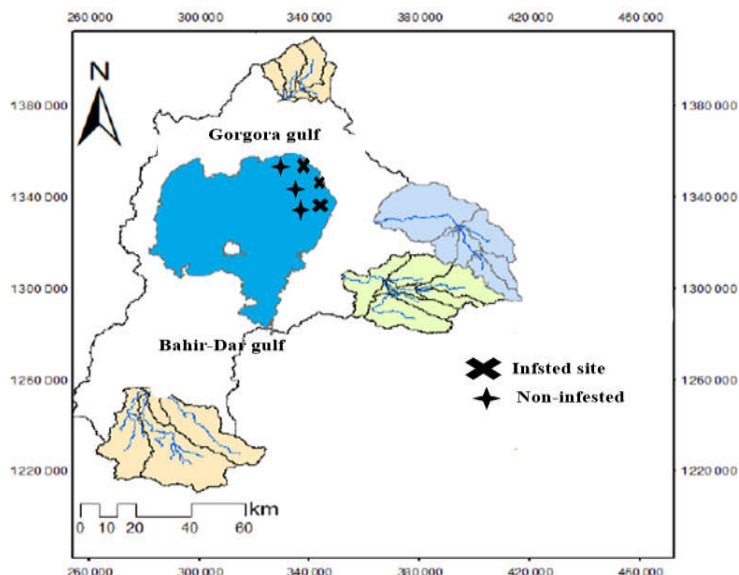 260 000 300 000 340 000 380 000 420 000 460 000
N
1380 000 1380 000
Gorgora gulf
1340 000 1340 000
1300 000 1300 000
Bahir-Dar gulf
Infsted site
1260 000 1260 000
Non-infested
1220 000 1220 000
km
0 10 20 40 60
260 000 300 000 340 000 380 000 420 000 460 000